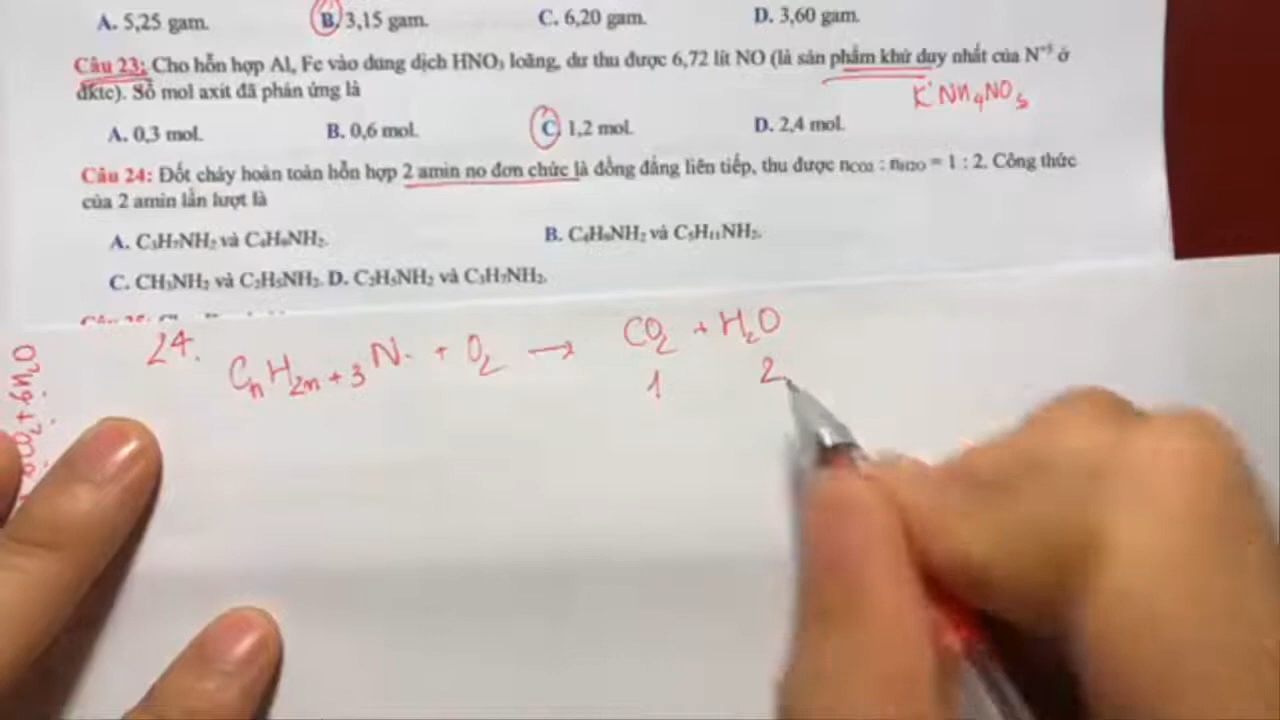 A. 5,25 gam. B. 3,15 gam. C. 6,20 gam. D. 3,60 gam.
Câu 23: Cho hỗn hợp Al, Fe vào dung dịch HNO₃ loãng, dư thu được 6,72 lít NO (là sản phẩm khử duy nhất của N⁺⁵ ở
đktc). Số mol axit đã phản ứng là
K NH₄NO₃
A. 0,3 mol. B. 0,6 mol. C. 1,2 mol. D. 2,4 mol.
Câu 24: Đốt cháy hoàn toàn hỗn hợp 2 amin no đơn chức là đồng đẳng liên tiếp, thu được nCO₂ : nH₂O = 1 : 2. Công thức
của 2 amin lần lượt là
A. C₃H₇NH₂ và C₄H₉NH₂. B. C₄H₉NH₂ và C₅H₁₁NH₂.
C. CH₃NH₂ và C₂H₅NH₂. D. C₂H₅NH₂ và C₃H₇NH₂.
24. CnH2n+3N + O₂ → CO₂ + H₂O
1 2